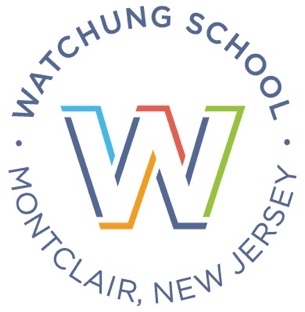 WATCHUNG SCHOOL
W
MONTCLAIR, NEW JERSEY